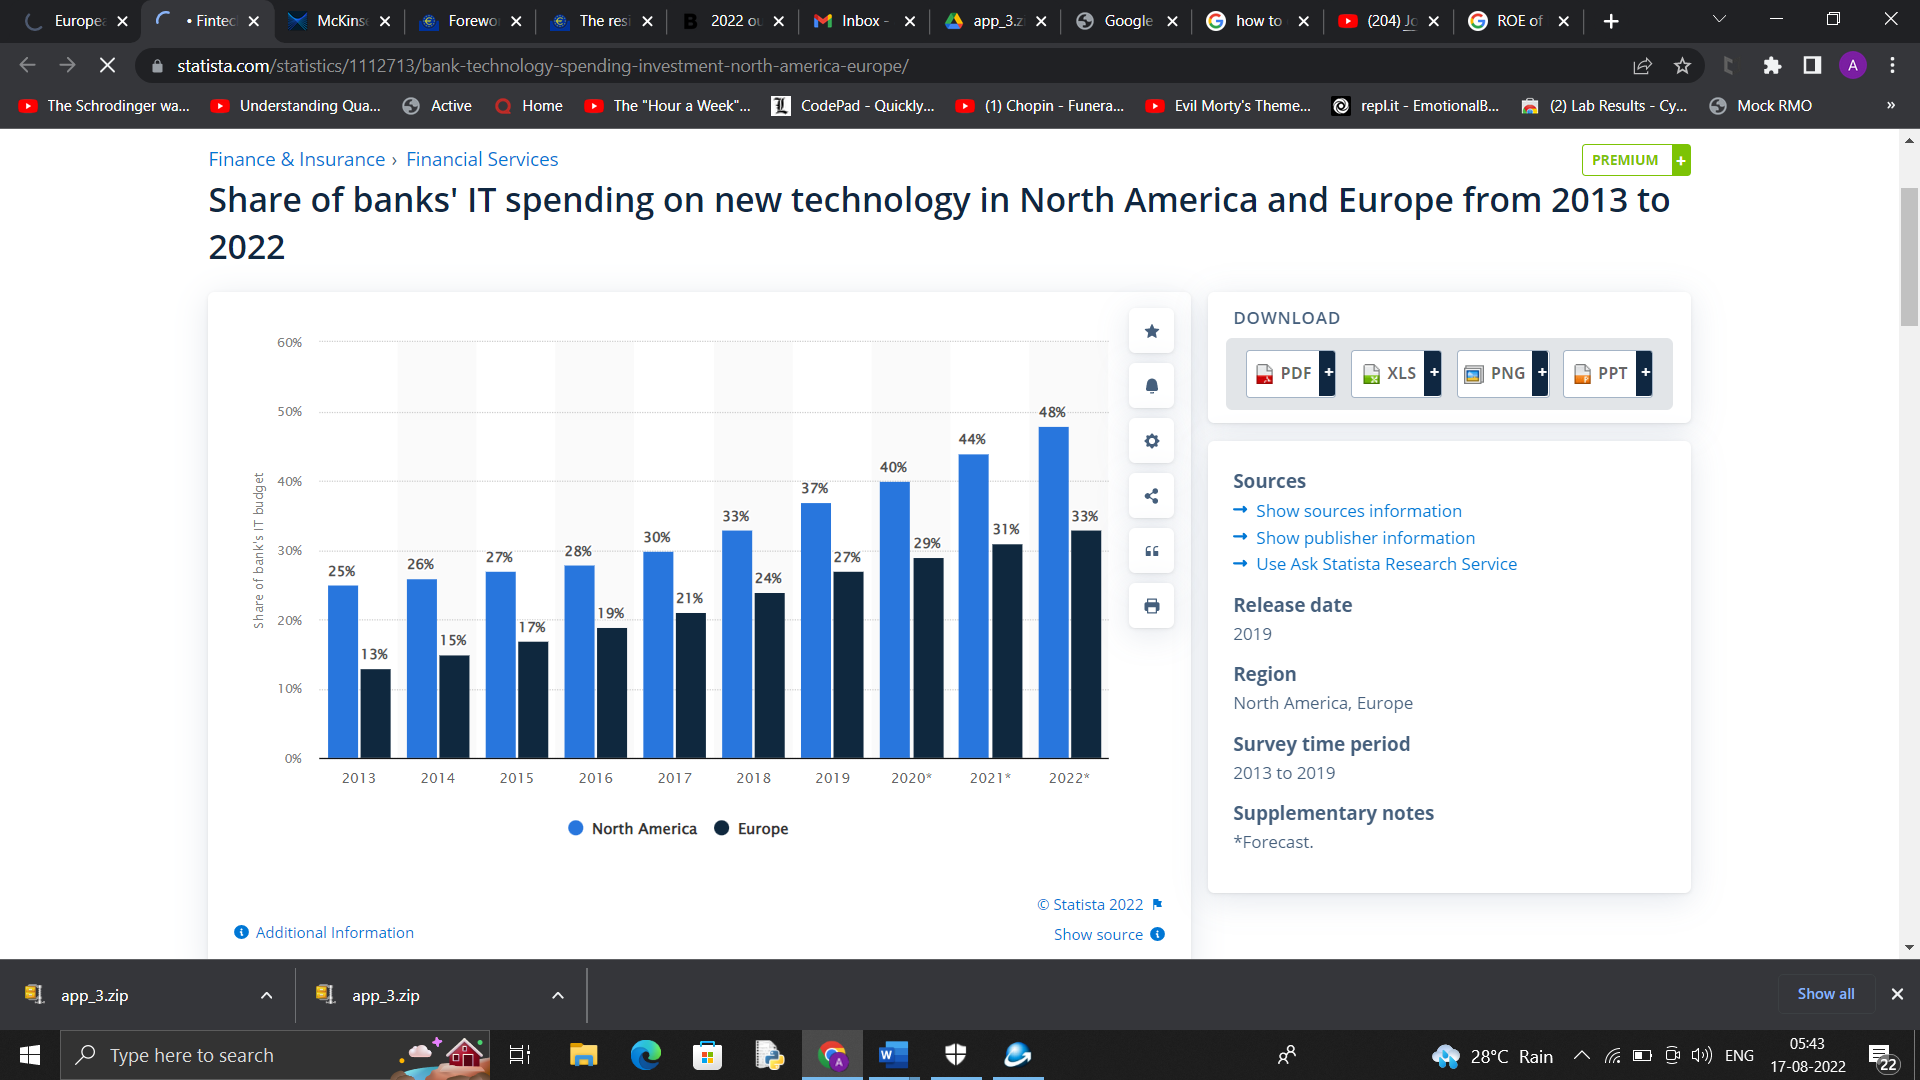 Europea
• Fintec
McKins
Forewo
The resi
2022 ou
Inbox -
app_3.z
Google
how to
(204) Jo
ROE of
statista.com/statistics/1112713/bank-technology-spending-investment-north-america-europe/
A
The Schrodinger wa...
Understanding Qua...
Active
Home
The "Hour a Week"...
CodePad - Quickly...
(1) Chopin - Funera...
Evil Morty's Theme...
repl.it - EmotionalB...
(2) Lab Results - Cy...
Mock RMO
»
Finance & Insurance › Financial Services
PREMIUM +
Share of banks' IT spending on new technology in North America and Europe from 2013 to
2022
DOWNLOAD
PDF +
XLS +
PNG +
PPT +
Share of bank's IT budget
60%
50%
40%
30%
20%
10%
0%
25%
13%
26%
15%
27%
17%
28%
19%
30%
21%
33%
24%
37%
27%
40%
29%
44%
31%
48%
33%
2013
2014
2015
2016
2017
2018
2019
2020*
2021*
2022*
North America
Europe
© Statista 2022
Additional Information
Show source
Sources
Show sources information
Show publisher information
Use Ask Statista Research Service
Release date
2019
Region
North America, Europe
Survey time period
2013 to 2019
Supplementary notes
*Forecast.
app_3.zip
app_3.zip
Show all
Type here to search
28°C Rain
ENG
05:43
17-08-2022
22